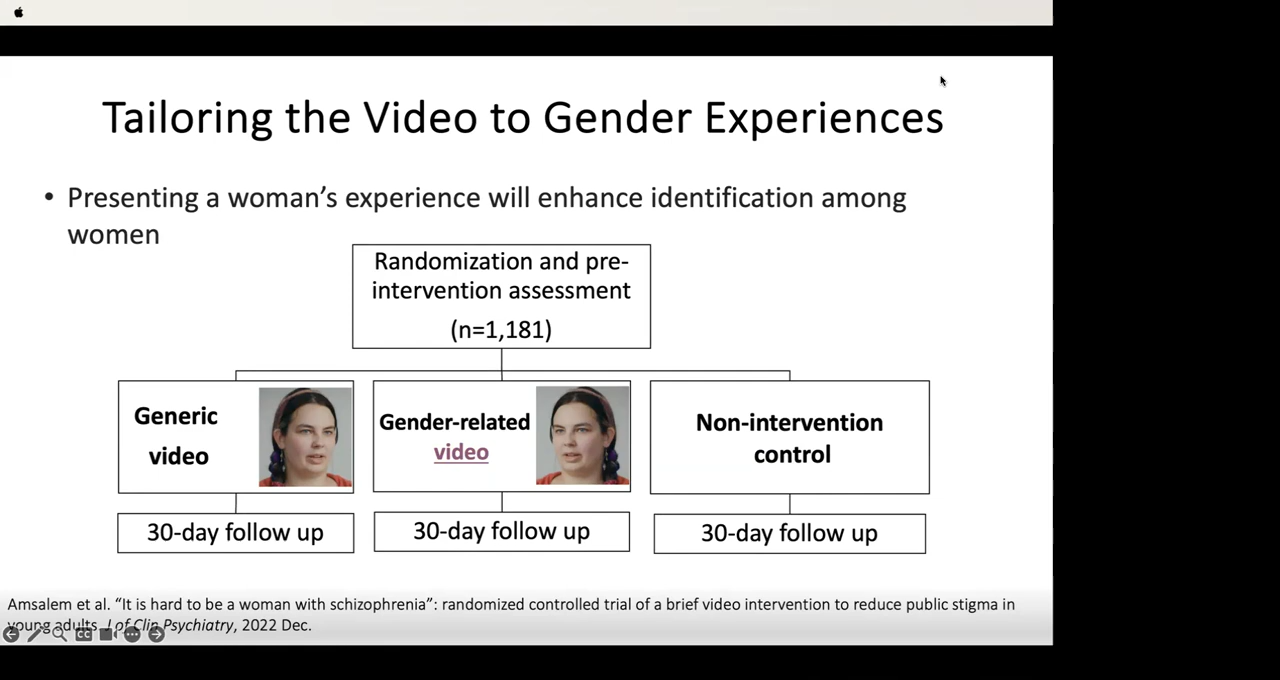 Tailoring the Video to Gender Experiences
• Presenting a woman’s experience will enhance identification among
women
Randomization and pre-
intervention assessment
(n=1,181)
Generic
video
Gender-related
video
Non-intervention
control
30-day follow up
30-day follow up
30-day follow up
Amsalem et al. “It is hard to be a woman with schizophrenia”: randomized controlled trial of a brief video intervention to reduce public stigma in
young adults. J of Clin Psychiatry, 2022 Dec.
CC